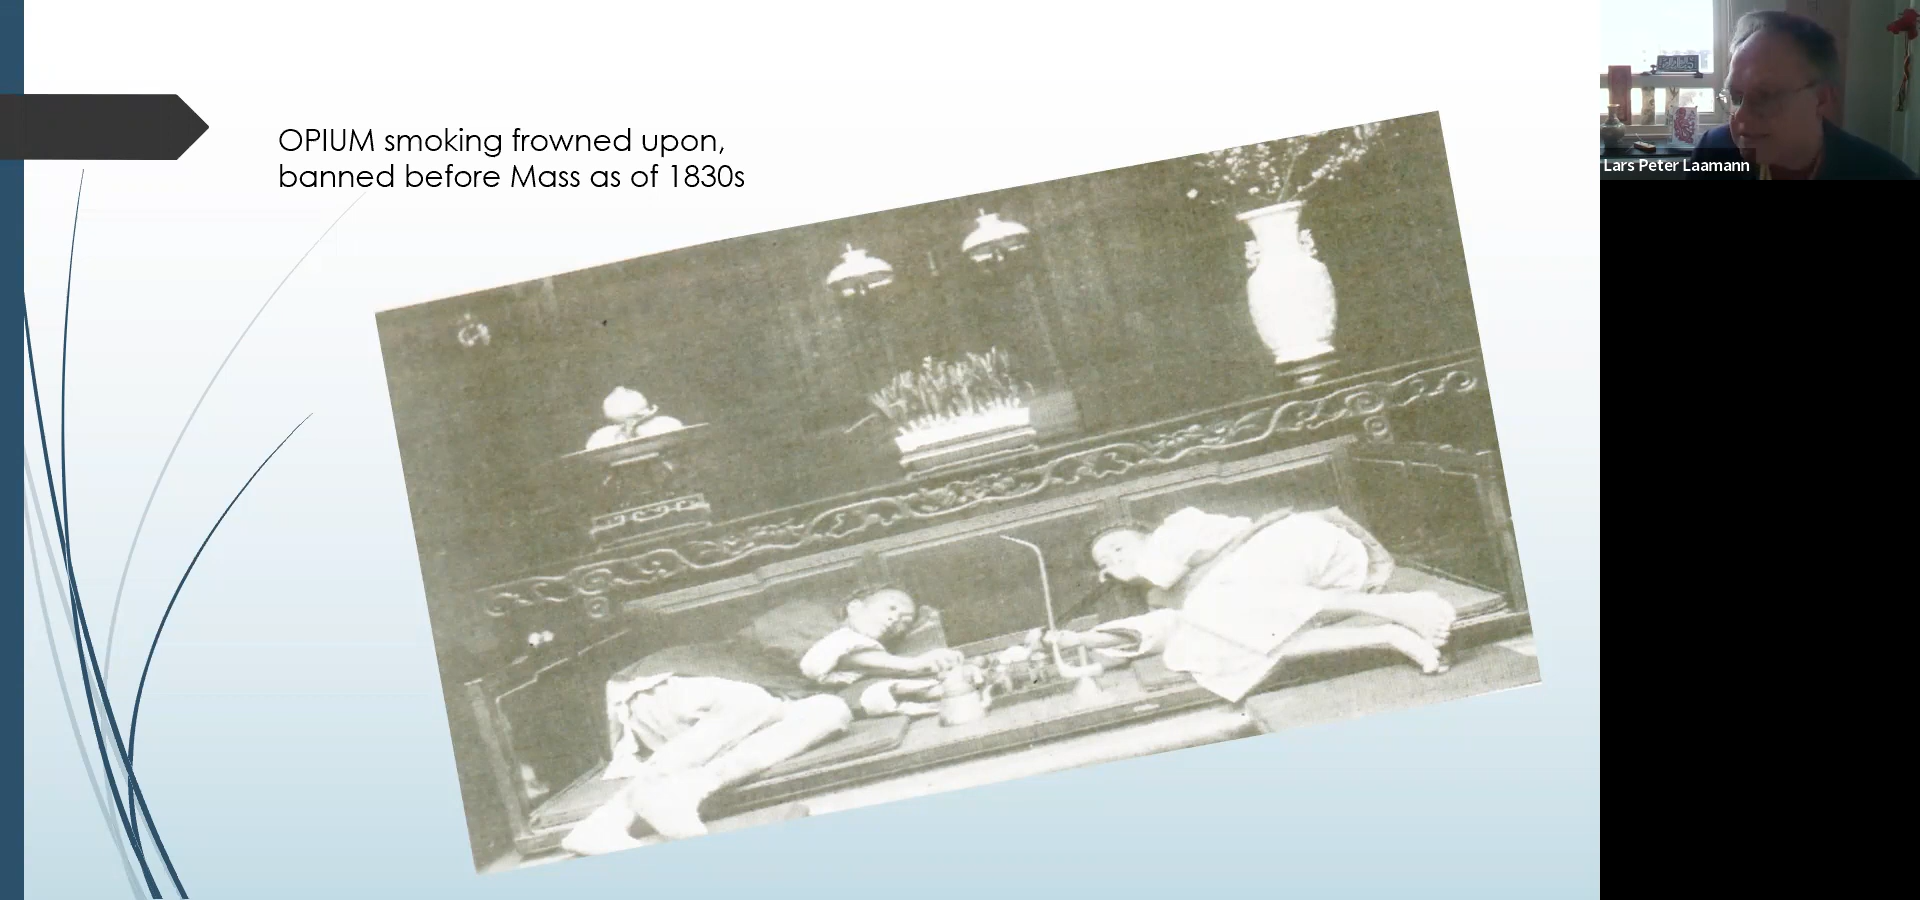 OPIUM smoking frowned upon,
banned before Mass as of 1830s
Lars Peter Laamann